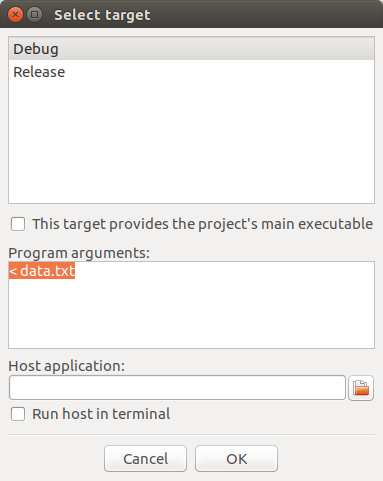 Select target
Debug
Release
This target provides the project's main executable
Program arguments:
< data.txt
Host application:
Run host in terminal
Cancel OK